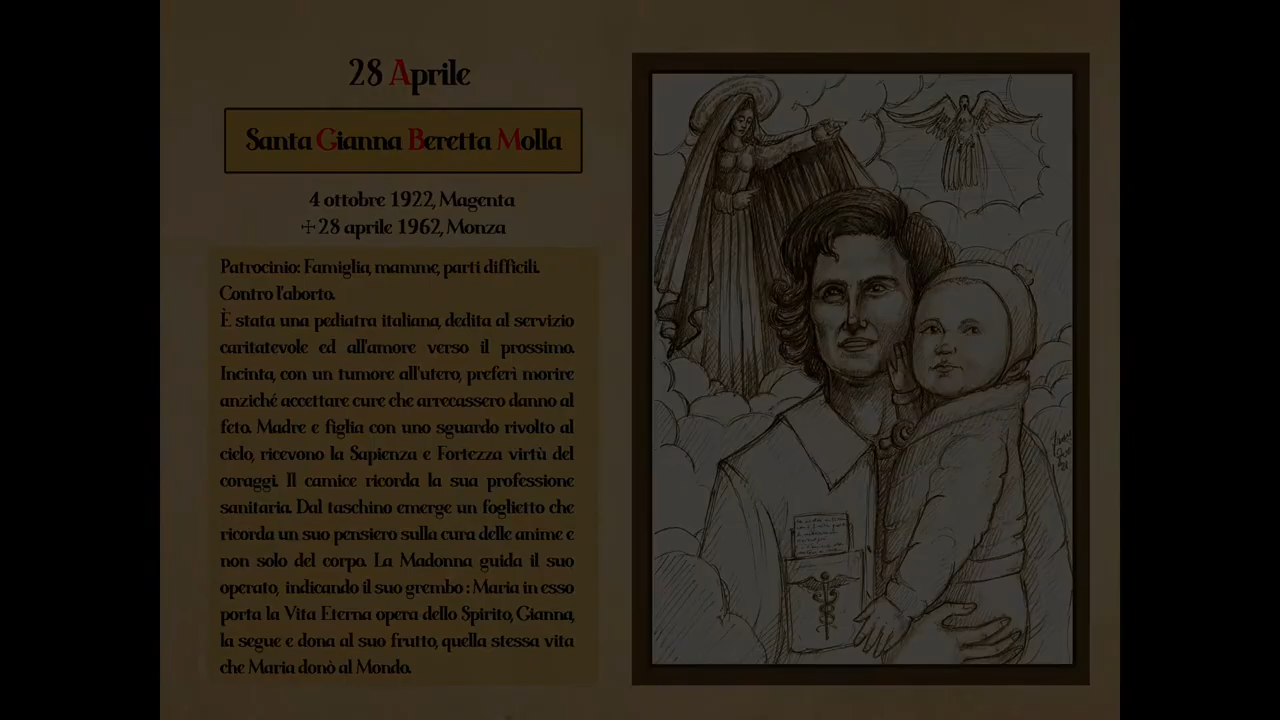 28 Aprile
Santa Gianna Beretta Molla
4 ottobre 1922, Magenta
☩28 aprile 1962, Monza
Patrocinio: Famiglia, mamme, parti difficili.
Contro l'aborto.
È stata una pediatra italiana, dedita al servizio
caritatevole ed all'amore verso il prossimo.
Incinta, con un tumore all'utero, preferì morire
anziché accettare cure che arrecassero danno al
feto. Madre e figlia con uno sguardo rivolto al
cielo, ricevono la Sapienza e Fortezza virtù del
coraggi. Il camice ricorda la sua professione
sanitaria. Dal taschino emerge un foglietto che
ricorda un suo pensiero sulla cura delle anime e
non solo del corpo. La Madonna guida il suo
operato, indicando il suo grembo : Maria in esso
porta la Vita Eterna opera dello Spirito, Gianna,
la segue e dona al suo frutto, quella stessa vita
che Maria donò al Mondo.